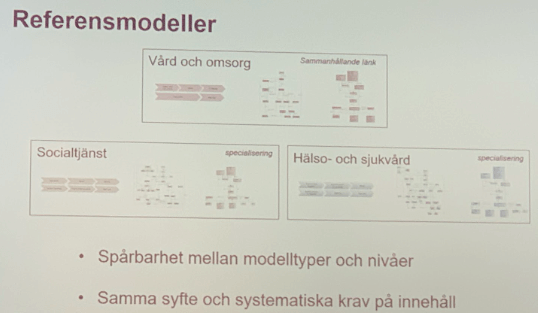 Referensmodeller
Vård och omsorg
Sammanhållande länk
Socialtjänst
specialisering
Hälso- och sjukvård
specialisering
• Spårbarhet mellan modelltyper och nivåer
• Samma syfte och systematiska krav på innehåll